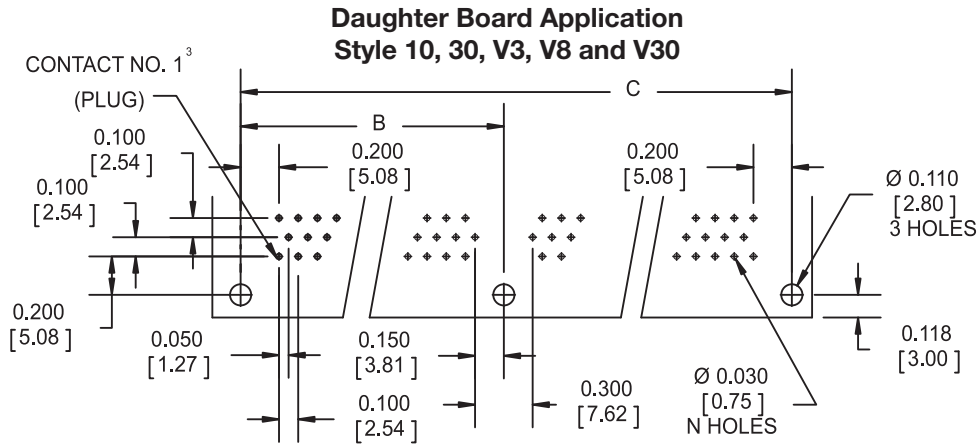 Daughter Board Application
Style 10, 30, V3, V8 and V30
CONTACT NO. 1³
(PLUG)
C
B
0.100
[2.54]
0.200
[5.08]
0.200
[5.08]
Ø 0.110
[2.80]
3 HOLES
0.100
[2.54]
0.200
[5.08]
0.050
[1.27]
0.150
[3.81]
0.100
[2.54]
0.300
[7.62]
Ø 0.030
[0.75]
N HOLES
0.118
[3.00]